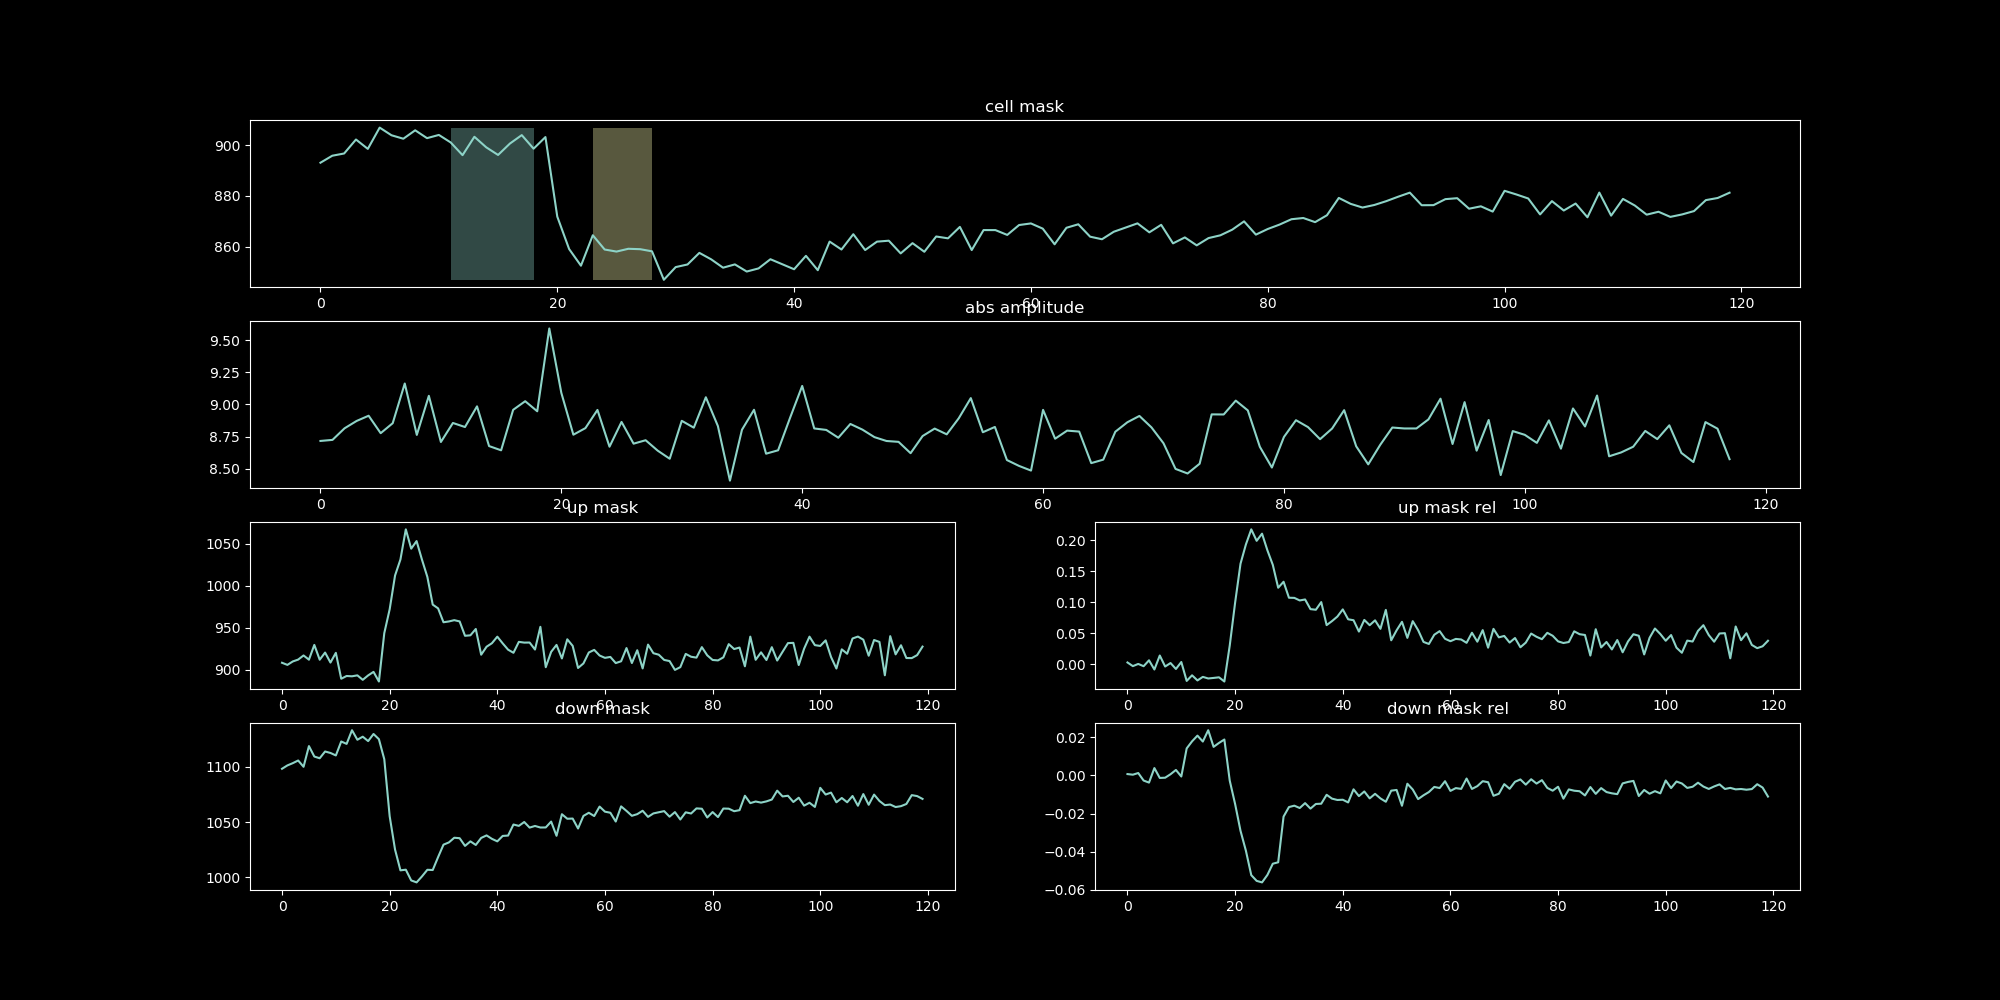 cell mask
900
880
860
0 20 40 60 80 100 120
abs amplitude
9.50
9.25
9.00
8.75
8.50
0 20 40 60 80 100 120
up mask
1050
1000
950
900
0 20 40 60 80 100 120
up mask rel
0.20
0.15
0.10
0.05
0.00
0 20 40 60 80 100 120
down mask
1100
1050
1000
0 20 40 60 80 100 120
down mask rel
0.02
0.00
−0.02
−0.04
−0.06
0 20 40 60 80 100 120